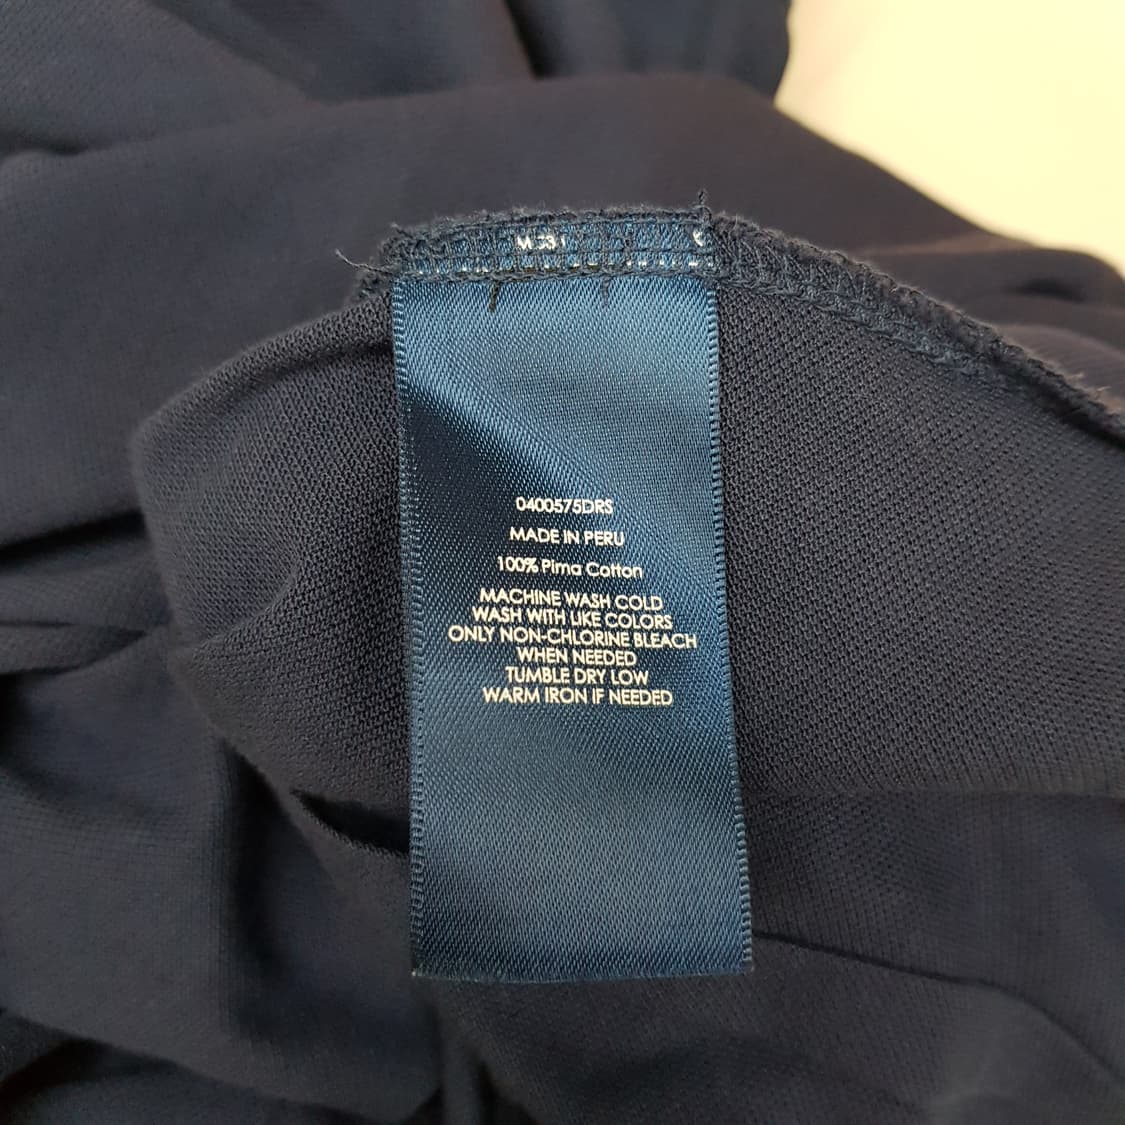 0400575DRS
MADE IN PERU
100% Pima Cotton
MACHINE WASH COLD
WASH WITH LIKE COLORS
ONLY NON-CHLORINE BLEACH
WHEN NEEDED
TUMBLE DRY LOW
WARM IRON IF NEEDED